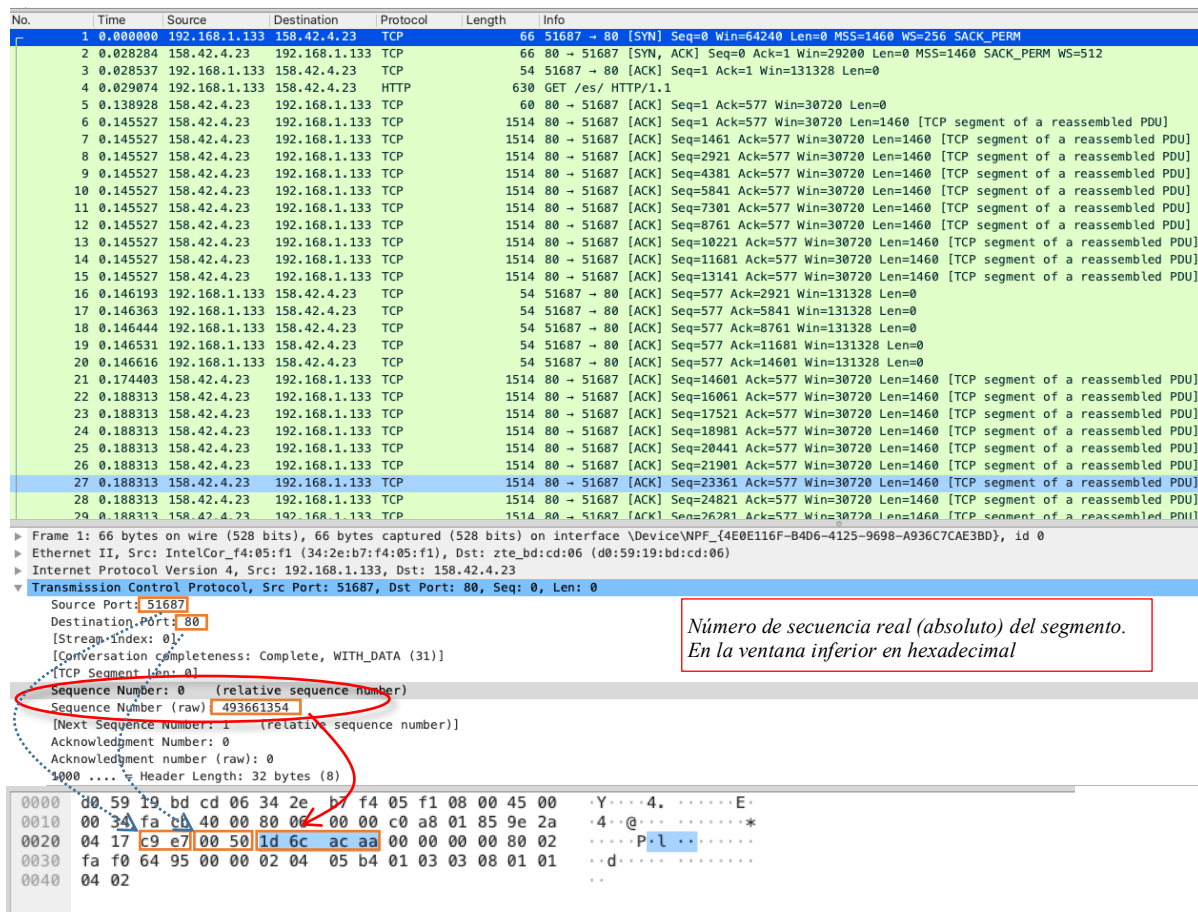 No. Time Source Destination Protocol Length Info
1 0.000000 192.168.1.133 158.42.4.23 TCP 66 51687 → 80 [SYN] Seq=0 Win=64240 Len=0 MSS=1460 WS=256 SACK_PERM
2 0.028284 158.42.4.23 192.168.1.133 TCP 66 80 → 51687 [SYN, ACK] Seq=0 Ack=1 Win=29200 Len=0 MSS=1460 SACK_PERM WS=512
3 0.028537 192.168.1.133 158.42.4.23 TCP 54 51687 → 80 [ACK] Seq=1 Ack=1 Win=131328 Len=0
4 0.029074 192.168.1.133 158.42.4.23 HTTP 630 GET /es/ HTTP/1.1
5 0.138928 158.42.4.23 192.168.1.133 TCP 60 80 → 51687 [ACK] Seq=1 Ack=577 Win=30720 Len=0
6 0.145527 158.42.4.23 192.168.1.133 TCP 1514 80 → 51687 [ACK] Seq=1 Ack=577 Win=30720 Len=1460 [TCP segment of a reassembled PDU]
7 0.145527 158.42.4.23 192.168.1.133 TCP 1514 80 → 51687 [ACK] Seq=1461 Ack=577 Win=30720 Len=1460 [TCP segment of a reassembled PDU]
8 0.145527 158.42.4.23 192.168.1.133 TCP 1514 80 → 51687 [ACK] Seq=2921 Ack=577 Win=30720 Len=1460 [TCP segment of a reassembled PDU]
9 0.145527 158.42.4.23 192.168.1.133 TCP 1514 80 → 51687 [ACK] Seq=4381 Ack=577 Win=30720 Len=1460 [TCP segment of a reassembled PDU]
10 0.145527 158.42.4.23 192.168.1.133 TCP 1514 80 → 51687 [ACK] Seq=5841 Ack=577 Win=30720 Len=1460 [TCP segment of a reassembled PDU]
11 0.145527 158.42.4.23 192.168.1.133 TCP 1514 80 → 51687 [ACK] Seq=7301 Ack=577 Win=30720 Len=1460 [TCP segment of a reassembled PDU]
12 0.145527 158.42.4.23 192.168.1.133 TCP 1514 80 → 51687 [ACK] Seq=8761 Ack=577 Win=30720 Len=1460 [TCP segment of a reassembled PDU]
13 0.145527 158.42.4.23 192.168.1.133 TCP 1514 80 → 51687 [ACK] Seq=10221 Ack=577 Win=30720 Len=1460 [TCP segment of a reassembled PDU]
14 0.145527 158.42.4.23 192.168.1.133 TCP 1514 80 → 51687 [ACK] Seq=11681 Ack=577 Win=30720 Len=1460 [TCP segment of a reassembled PDU]
15 0.145527 158.42.4.23 192.168.1.133 TCP 1514 80 → 51687 [ACK] Seq=13141 Ack=577 Win=30720 Len=1460 [TCP segment of a reassembled PDU]
16 0.146193 192.168.1.133 158.42.4.23 TCP 54 51687 → 80 [ACK] Seq=577 Ack=2921 Win=131328 Len=0
17 0.146363 192.168.1.133 158.42.4.23 TCP 54 51687 → 80 [ACK] Seq=577 Ack=5841 Win=131328 Len=0
18 0.146444 192.168.1.133 158.42.4.23 TCP 54 51687 → 80 [ACK] Seq=577 Ack=8761 Win=131328 Len=0
19 0.146531 192.168.1.133 158.42.4.23 TCP 54 51687 → 80 [ACK] Seq=577 Ack=11681 Win=131328 Len=0
20 0.146616 192.168.1.133 158.42.4.23 TCP 54 51687 → 80 [ACK] Seq=577 Ack=14601 Win=131328 Len=0
21 0.174403 158.42.4.23 192.168.1.133 TCP 1514 80 → 51687 [ACK] Seq=14601 Ack=577 Win=30720 Len=1460 [TCP segment of a reassembled PDU]
22 0.188313 158.42.4.23 192.168.1.133 TCP 1514 80 → 51687 [ACK] Seq=16061 Ack=577 Win=30720 Len=1460 [TCP segment of a reassembled PDU]
23 0.188313 158.42.4.23 192.168.1.133 TCP 1514 80 → 51687 [ACK] Seq=17521 Ack=577 Win=30720 Len=1460 [TCP segment of a reassembled PDU]
24 0.188313 158.42.4.23 192.168.1.133 TCP 1514 80 → 51687 [ACK] Seq=18981 Ack=577 Win=30720 Len=1460 [TCP segment of a reassembled PDU]
25 0.188313 158.42.4.23 192.168.1.133 TCP 1514 80 → 51687 [ACK] Seq=20441 Ack=577 Win=30720 Len=1460 [TCP segment of a reassembled PDU]
26 0.188313 158.42.4.23 192.168.1.133 TCP 1514 80 → 51687 [ACK] Seq=21901 Ack=577 Win=30720 Len=1460 [TCP segment of a reassembled PDU]
27 0.188313 158.42.4.23 192.168.1.133 TCP 1514 80 → 51687 [ACK] Seq=23361 Ack=577 Win=30720 Len=1460 [TCP segment of a reassembled PDU]
28 0.188313 158.42.4.23 192.168.1.133 TCP 1514 80 → 51687 [ACK] Seq=24821 Ack=577 Win=30720 Len=1460 [TCP segment of a reassembled PDU]
29 0.188313 158.42.4.23 192.168.1.133 TCP 1514 80 → 51687 [ACK] Seq=26281 Ack=577 Win=30720 Len=1460 [TCP segment of a reassembled PDU]
Frame 1: 66 bytes on wire (528 bits), 66 bytes captured (528 bits) on interface \Device\NPF_{4E0E116F-B4D6-4125-9698-A936C7CAE3BD}, id 0
Ethernet II, Src: IntelCor_f4:05:f1 (34:2e:b7:f4:05:f1), Dst: zte_bd:cd:06 (d0:59:19:bd:cd:06)
Internet Protocol Version 4, Src: 192.168.1.133, Dst: 158.42.4.23
Transmission Control Protocol, Src Port: 51687, Dst Port: 80, Seq: 0, Len: 0
Source Port: 51687
Destination Port: 80
[Stream index: 0]
[Conversation completeness: Complete, WITH_DATA (31)]
[TCP Segment Len: 0]
Sequence Number: 0 (relative sequence number)
Sequence Number (raw): 493661354
[Next Sequence Number: 1 (relative sequence number)]
Acknowledgment Number: 0
Acknowledgment number (raw): 0
1000 .... = Header Length: 32 bytes (8)
Número de secuencia real (absoluto) del segmento.
En la ventana inferior en hexadecimal
0000 d0 59 19 bd cd 06 34 2e b7 f4 05 f1 08 00 45 00 ·Y····4. ······E·
0010 00 34 fa cb 40 00 80 06 00 00 c0 a8 01 85 9e 2a ·4··@··· ·······*
0020 04 17 c9 e7 00 50 1d 6c ac aa 00 00 00 00 80 02 ·····P·l ········
0030 fa f0 64 95 00 00 02 04 05 b4 01 03 03 08 01 01 ··d····· ········
0040 04 02 ··